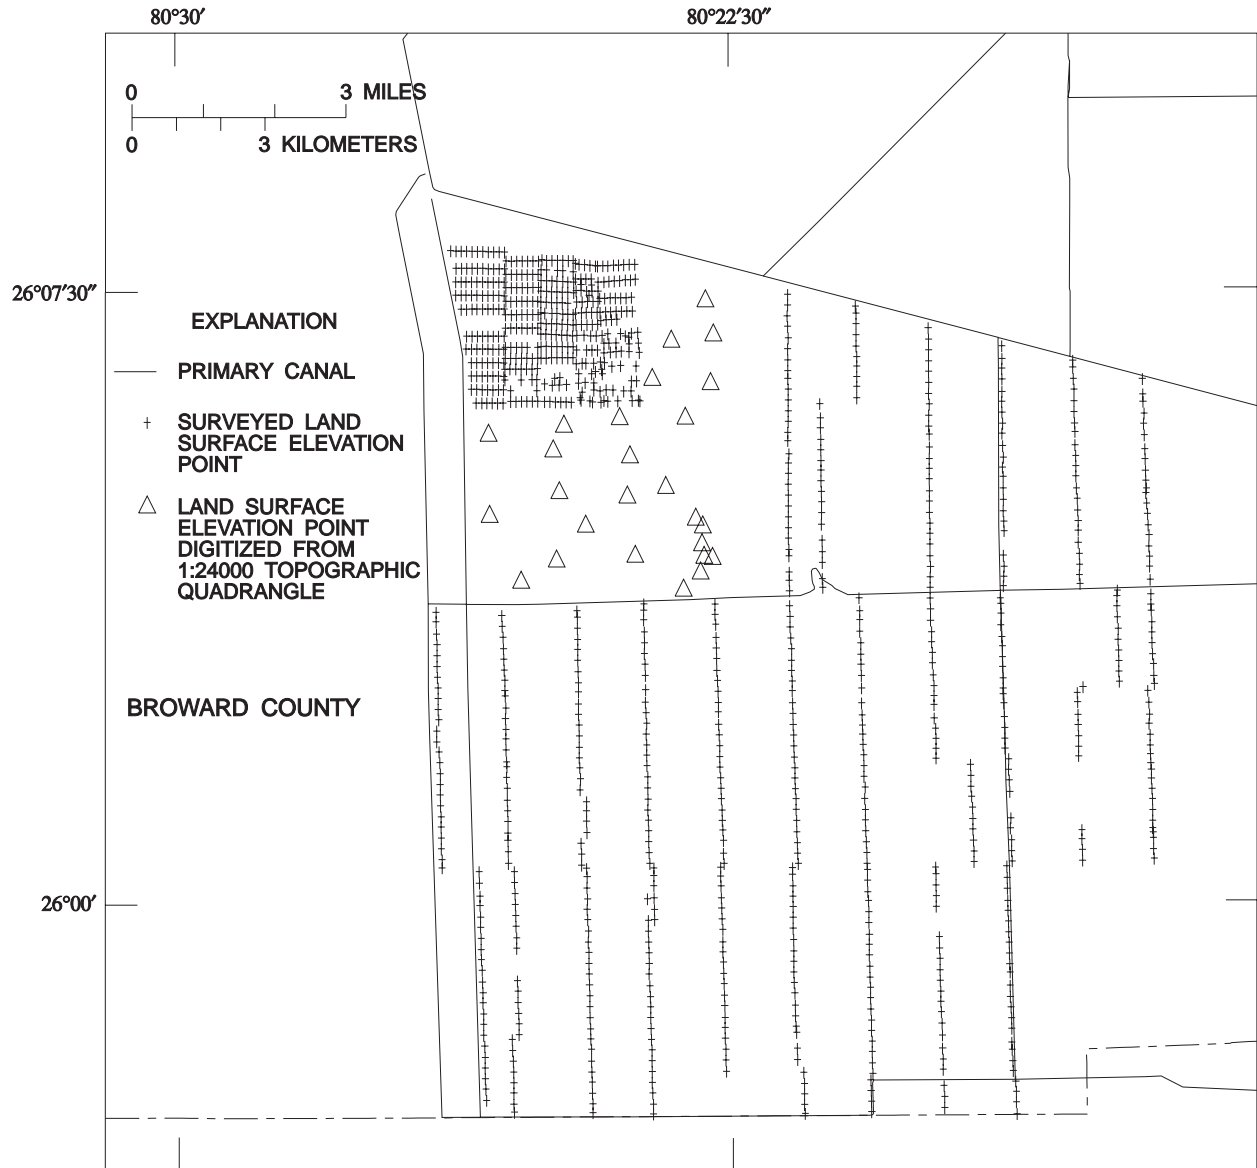 80°30′ 80°22′30″
0 3 MILES
0 3 KILOMETERS
26°07′30″
EXPLANATION
PRIMARY CANAL
SURVEYED LAND
SURFACE ELEVATION
POINT
LAND SURFACE
ELEVATION POINT
DIGITIZED FROM
1:24000 TOPOGRAPHIC
QUADRANGLE
BROWARD COUNTY
26°00′